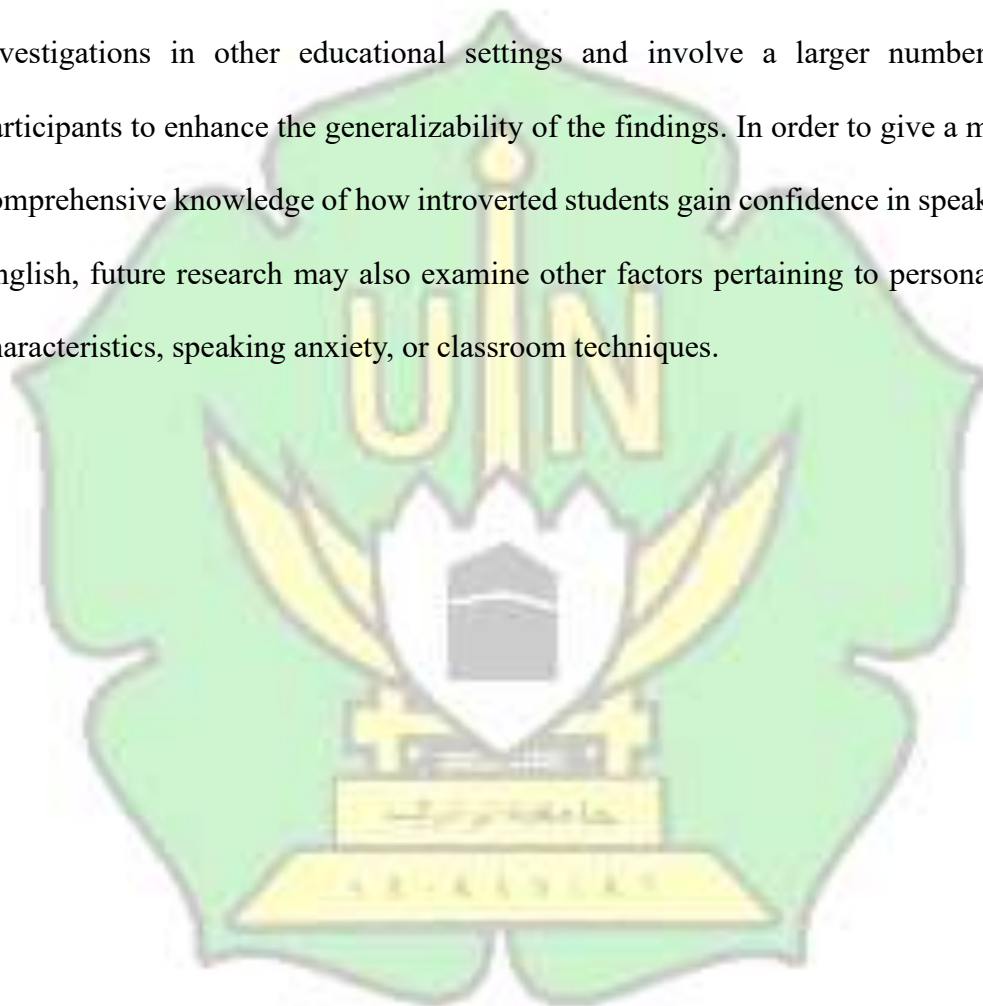 vestigations in other educational settings and involve a larger number
articipants to enhance the generalizability of the findings. In order to give a m
omprehensive knowledge of how introverted students gain confidence in speak
nglish, future research may also examine other factors pertaining to persona
haracteristics, speaking anxiety, or classroom techniques.
UIN